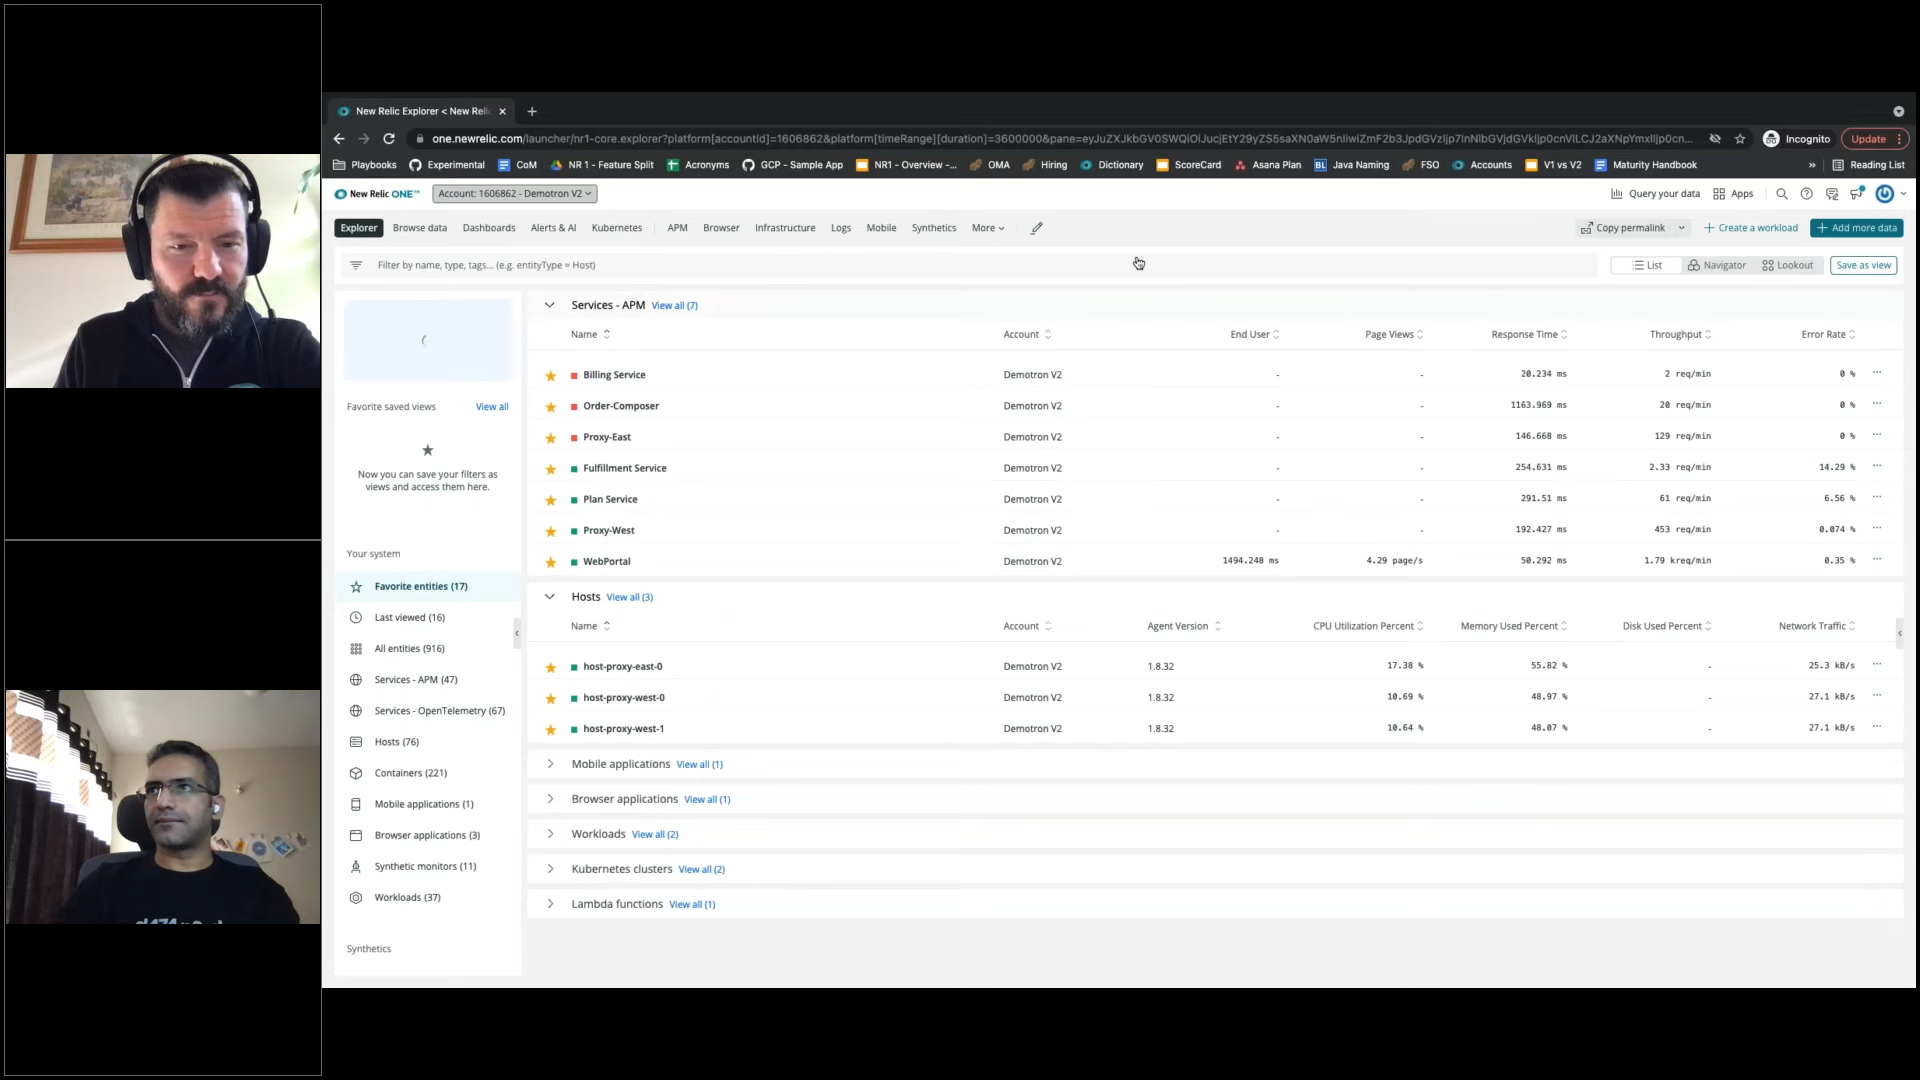 New Relic Explorer < New Reli
one.newrelic.com/launcher/nr1-core.explorer?platform[accountId]=1606862&platform[timeRange][duration]=3600000&pane=
Incognito
Update
Playbooks
Experimental
CoM
NR 1 - Feature Split
Acronyms
GCP - Sample App
NR1 - Overview -...
OMA
Hiring
Dictionary
ScoreCard
Asana Plan
BL Java Naming
FSO
Accounts
V1 vs V2
Maturity Handbook
»
Reading List
New Relic ONE™
Account: 1606862 - Demotron V2
Query your data
Apps
Explorer
Browse data
Dashboards
Alerts & AI
Kubernetes
APM
Browser
Infrastructure
Logs
Mobile
Synthetics
More
Copy permalink
+ Create a workload
+ Add more data
Filter by name, type, tags... (e.g. entityType = Host)
List
Navigator
Lookout
Save as view
Favorite saved views View all
Now you can save your filters as
views and access them here.
Your system
Favorite entities (17)
Last viewed (16)
All entities (916)
Services - APM (47)
Services - OpenTelemetry (67)
Hosts (76)
Containers (221)
Mobile applications (1)
Browser applications (3)
Synthetic monitors (11)
Workloads (37)
Synthetics
Services - APM View all (7)
Name Account End User Page Views Response Time Throughput Error Rate
Billing Service Demotron V2 - - 20.234 ms 2 req/min 0 % ...
Order-Composer Demotron V2 - - 1163.969 ms 20 req/min 0 % ...
Proxy-East Demotron V2 - - 146.668 ms 129 req/min 0 % ...
Fulfillment Service Demotron V2 - - 254.631 ms 2.33 req/min 14.29 % ...
Plan Service Demotron V2 - - 291.51 ms 61 req/min 6.56 % ...
Proxy-West Demotron V2 - - 192.427 ms 453 req/min 0.074 % ...
WebPortal Demotron V2 1494.248 ms 4.29 page/s 50.292 ms 1.79 kreq/min 0.35 % ...
Hosts View all (3)
Name Account Agent Version CPU Utilization Percent Memory Used Percent Disk Used Percent Network Traffic
host-proxy-east-0 Demotron V2 1.8.32 17.38 % 55.82 % - 25.3 kB/s ...
host-proxy-west-0 Demotron V2 1.8.32 10.69 % 48.97 % - 27.1 kB/s ...
host-proxy-west-1 Demotron V2 1.8.32 10.64 % 48.07 % - 27.1 kB/s ...
Mobile applications View all (1)
Browser applications View all (1)
Workloads View all (2)
Kubernetes clusters View all (2)
Lambda functions View all (1)